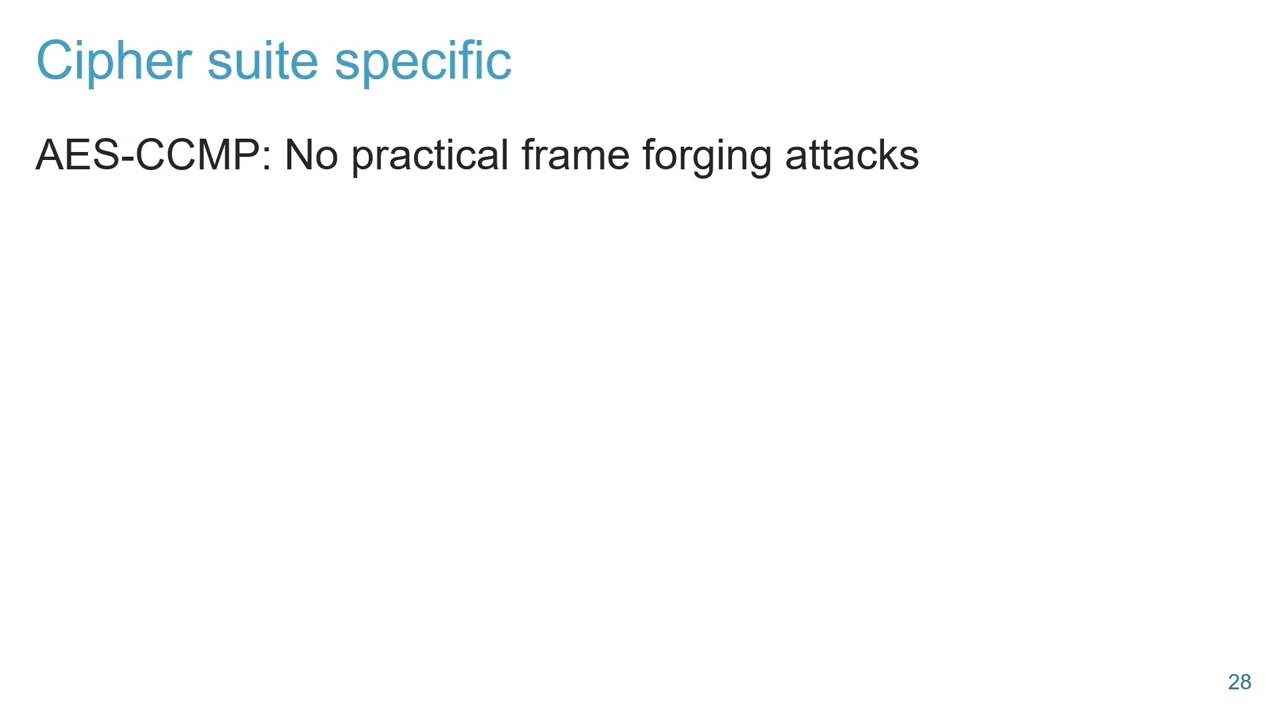 Cipher suite specific
AES-CCMP: No practical frame forging attacks
28